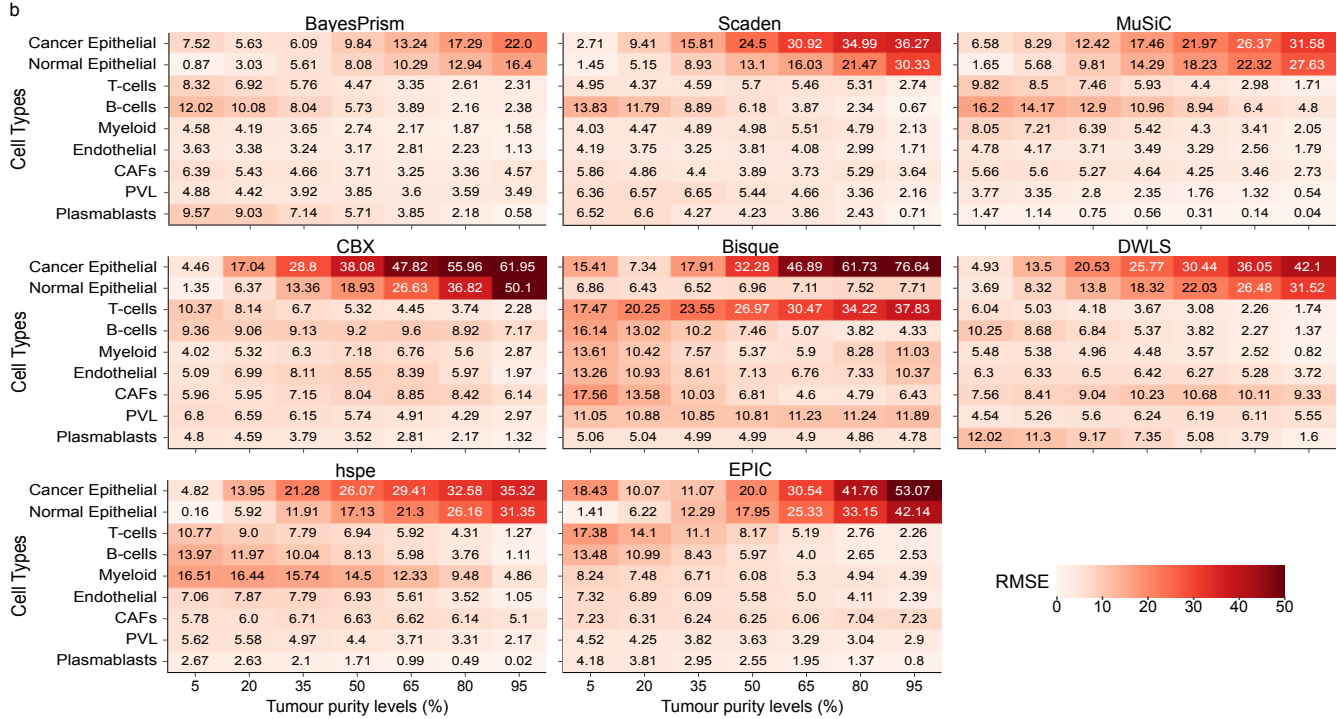 b
BayesPrism Scaden MuSiC
Cell Types
Cancer Epithelial 7.52 5.63 6.09 9.84 13.24 17.29 22.0 2.71 9.41 15.81 24.5 30.92 34.99 36.27 6.58 8.29 12.42 17.46 21.97 26.37 31.58
Normal Epithelial 0.87 3.03 5.61 8.08 10.29 12.94 16.4 1.45 5.15 8.93 13.1 16.03 21.47 30.33 1.65 5.68 9.81 14.29 18.23 22.32 27.63
T-cells 8.32 6.92 5.76 4.47 3.35 2.61 2.31 4.95 4.37 4.59 5.7 5.46 5.31 2.74 9.82 8.5 7.46 5.93 4.4 2.98 1.71
B-cells 12.02 10.08 8.04 5.73 3.89 2.16 2.38 13.83 11.79 8.89 6.18 3.87 2.34 0.67 16.2 14.17 12.9 10.96 8.94 6.4 4.8
Myeloid 4.58 4.19 3.65 2.74 2.17 1.87 1.58 4.03 4.47 4.89 4.98 5.51 4.79 2.13 8.05 7.21 6.39 5.42 4.3 3.41 2.05
Endothelial 3.63 3.38 3.24 3.17 2.81 2.23 1.13 4.19 3.75 3.25 3.81 4.08 2.99 1.71 4.78 4.17 3.71 3.49 3.29 2.56 1.79
CAFs 6.39 5.43 4.66 3.71 3.25 3.36 4.57 5.86 4.86 4.4 3.89 3.73 5.29 3.64 5.66 5.6 5.27 4.64 4.25 3.46 2.73
PVL 4.88 4.42 3.92 3.85 3.6 3.59 3.49 6.36 6.57 6.65 5.44 4.66 3.36 2.16 3.77 3.35 2.8 2.35 1.76 1.32 0.54
Plasmablasts 9.57 9.03 7.14 5.71 3.85 2.18 0.58 6.52 6.6 4.27 4.23 3.86 2.43 0.71 1.47 1.14 0.75 0.56 0.31 0.14 0.04
CBX Bisque DWLS
Cell Types
Cancer Epithelial 4.46 17.04 28.8 38.08 47.82 55.96 61.95 15.41 7.34 17.91 32.28 46.89 61.73 76.64 4.93 13.5 20.53 25.77 30.44 36.05 42.1
Normal Epithelial 1.35 6.37 13.36 18.93 26.63 36.82 50.1 6.86 6.43 6.52 6.96 7.11 7.52 7.71 3.69 8.32 13.8 18.32 22.03 26.48 31.52
T-cells 10.37 8.14 6.7 5.32 4.45 3.74 2.28 17.47 20.25 23.55 26.97 30.47 34.22 37.83 6.04 5.03 4.18 3.67 3.08 2.26 1.74
B-cells 9.36 9.06 9.13 9.2 9.6 8.92 7.17 16.14 13.02 10.2 7.46 5.07 3.82 4.33 10.25 8.68 6.84 5.37 3.82 2.27 1.37
Myeloid 4.02 5.32 6.3 7.18 6.76 5.6 2.87 13.61 10.42 7.57 5.37 5.9 8.28 11.03 5.48 5.38 4.96 4.48 3.57 2.52 0.82
Endothelial 5.09 6.99 8.11 8.55 8.39 5.97 1.97 13.26 10.93 8.61 7.13 6.76 7.33 10.37 6.3 6.33 6.5 6.42 6.27 5.28 3.72
CAFs 5.96 5.95 7.15 8.04 8.85 8.42 6.14 17.56 13.58 10.03 6.81 4.6 4.79 6.43 7.56 8.41 9.04 10.23 10.68 10.11 9.33
PVL 6.8 6.59 6.15 5.74 4.91 4.29 2.97 11.05 10.88 10.85 10.81 11.23 11.24 11.89 4.54 5.26 5.6 6.24 6.19 6.11 5.55
Plasmablasts 4.8 4.59 3.79 3.52 2.81 2.17 1.32 5.06 5.04 4.99 4.99 4.9 4.86 4.78 12.02 11.3 9.17 7.35 5.08 3.79 1.6
hspe EPIC
Cell Types
Cancer Epithelial 4.82 13.95 21.28 26.07 29.41 32.58 35.32 18.43 10.07 11.07 20.0 30.54 41.76 53.07
Normal Epithelial 0.16 5.92 11.91 17.13 21.3 26.16 31.35 1.41 6.22 12.29 17.95 25.33 33.15 42.14
T-cells 10.77 9.0 7.79 6.94 5.92 4.31 1.27 17.38 14.1 11.1 8.17 5.19 2.76 2.26
B-cells 13.97 11.97 10.04 8.13 5.98 3.76 1.11 13.48 10.99 8.43 5.97 4.0 2.65 2.53
Myeloid 16.51 16.44 15.74 14.5 12.33 9.48 4.86 8.24 7.48 6.71 6.08 5.3 4.94 4.39
Endothelial 7.06 7.87 7.79 6.93 5.61 3.52 1.05 7.32 6.89 6.09 5.58 5.0 4.11 2.39
CAFs 5.78 6.0 6.71 6.63 6.62 6.14 5.1 7.23 6.31 6.24 6.25 6.06 7.04 7.23
PVL 5.62 5.58 4.97 4.4 3.71 3.31 2.17 4.52 4.25 3.82 3.63 3.29 3.04 2.9
Plasmablasts 2.67 2.63 2.1 1.71 0.99 0.49 0.02 4.18 3.81 2.95 2.55 1.95 1.37 0.8
5 20 35 50 65 80 95 5 20 35 50 65 80 95
Tumour purity levels (%) Tumour purity levels (%)
RMSE
0 10 20 30 40 50